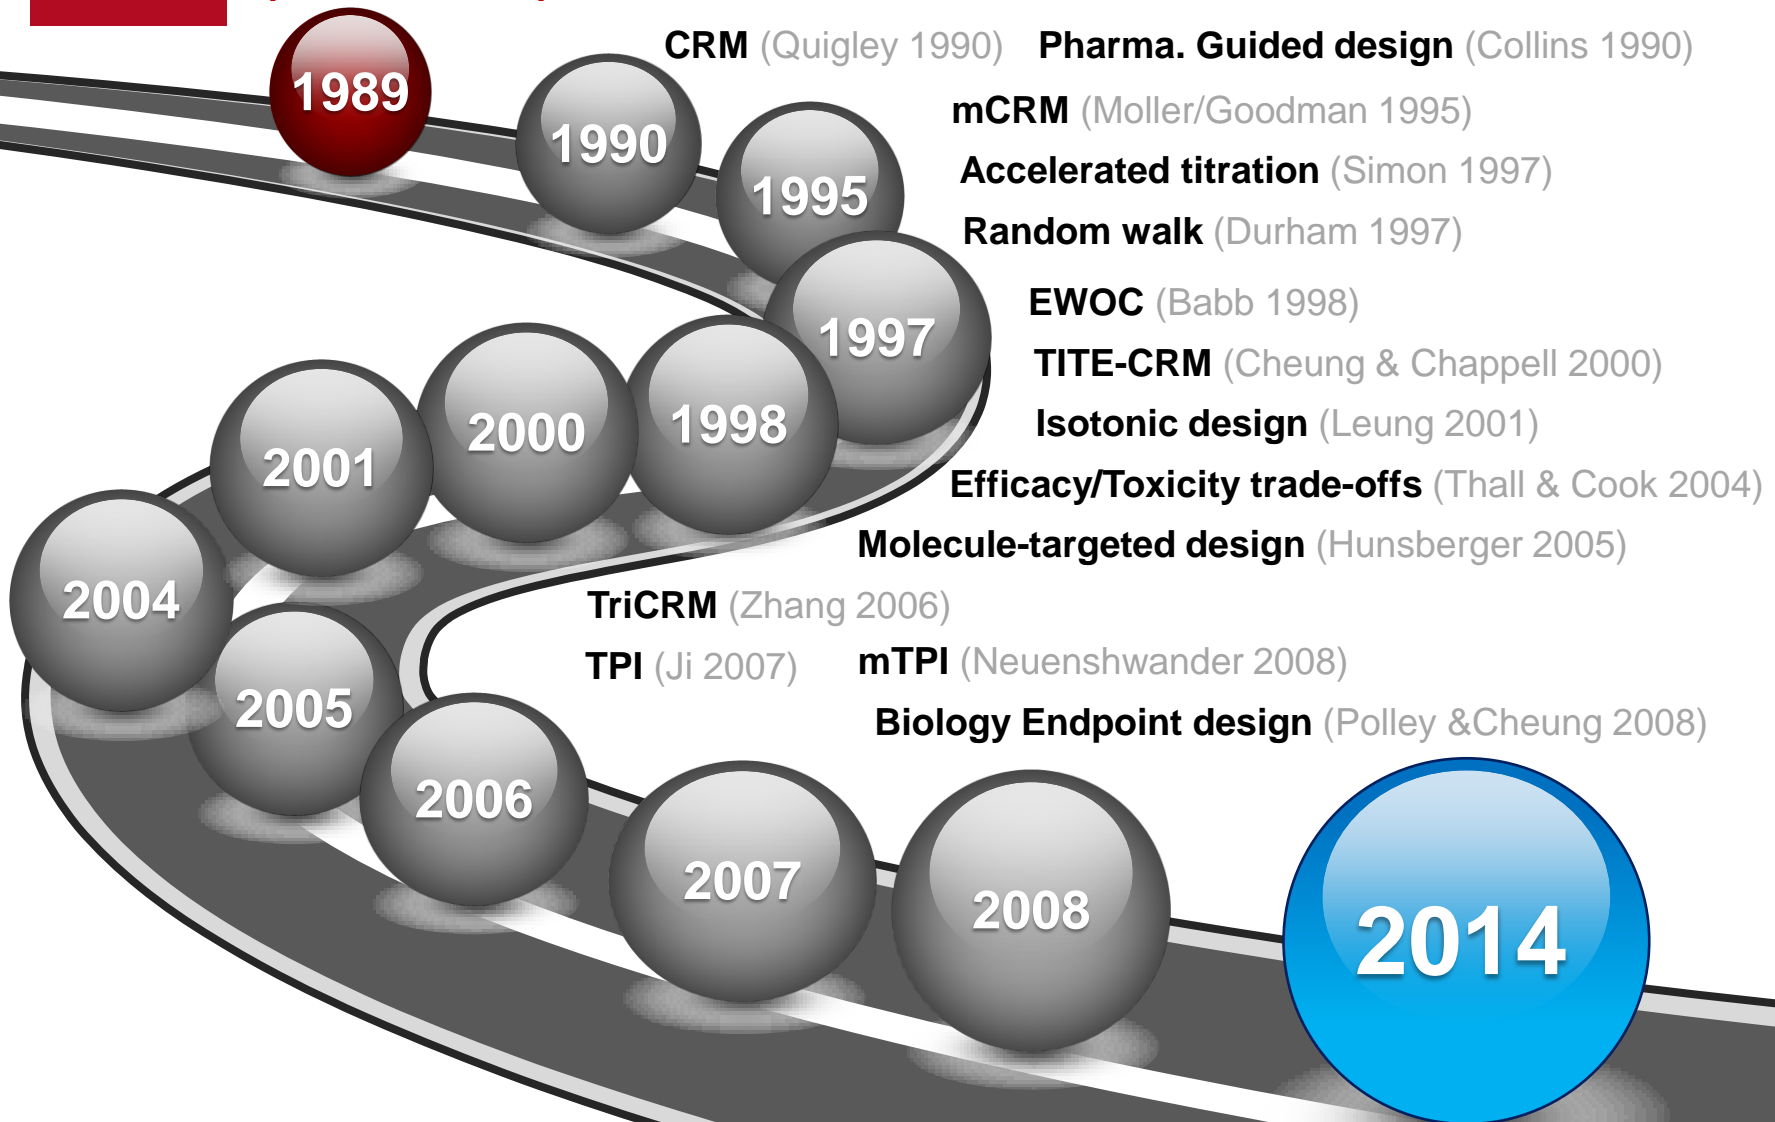 1989
CRM (Quigley 1990) Pharma. Guided design (Collins 1990)
1990
mCRM (Moller/Goodman 1995)
1995
Accelerated titration (Simon 1997)
Random walk (Durham 1997)
1997
EWOC (Babb 1998)
TITE-CRM (Cheung & Chappell 2000)
1998
2000
2001
Isotonic design (Leung 2001)
Efficacy/Toxicity trade-offs (Thall & Cook 2004)
Molecule-targeted design (Hunsberger 2005)
2004
TriCRM (Zhang 2006)
TPI (Ji 2007) mTPI (Neuenshwander 2008)
2005
Biology Endpoint design (Polley &Cheung 2008)
2006
2007
2008
2014